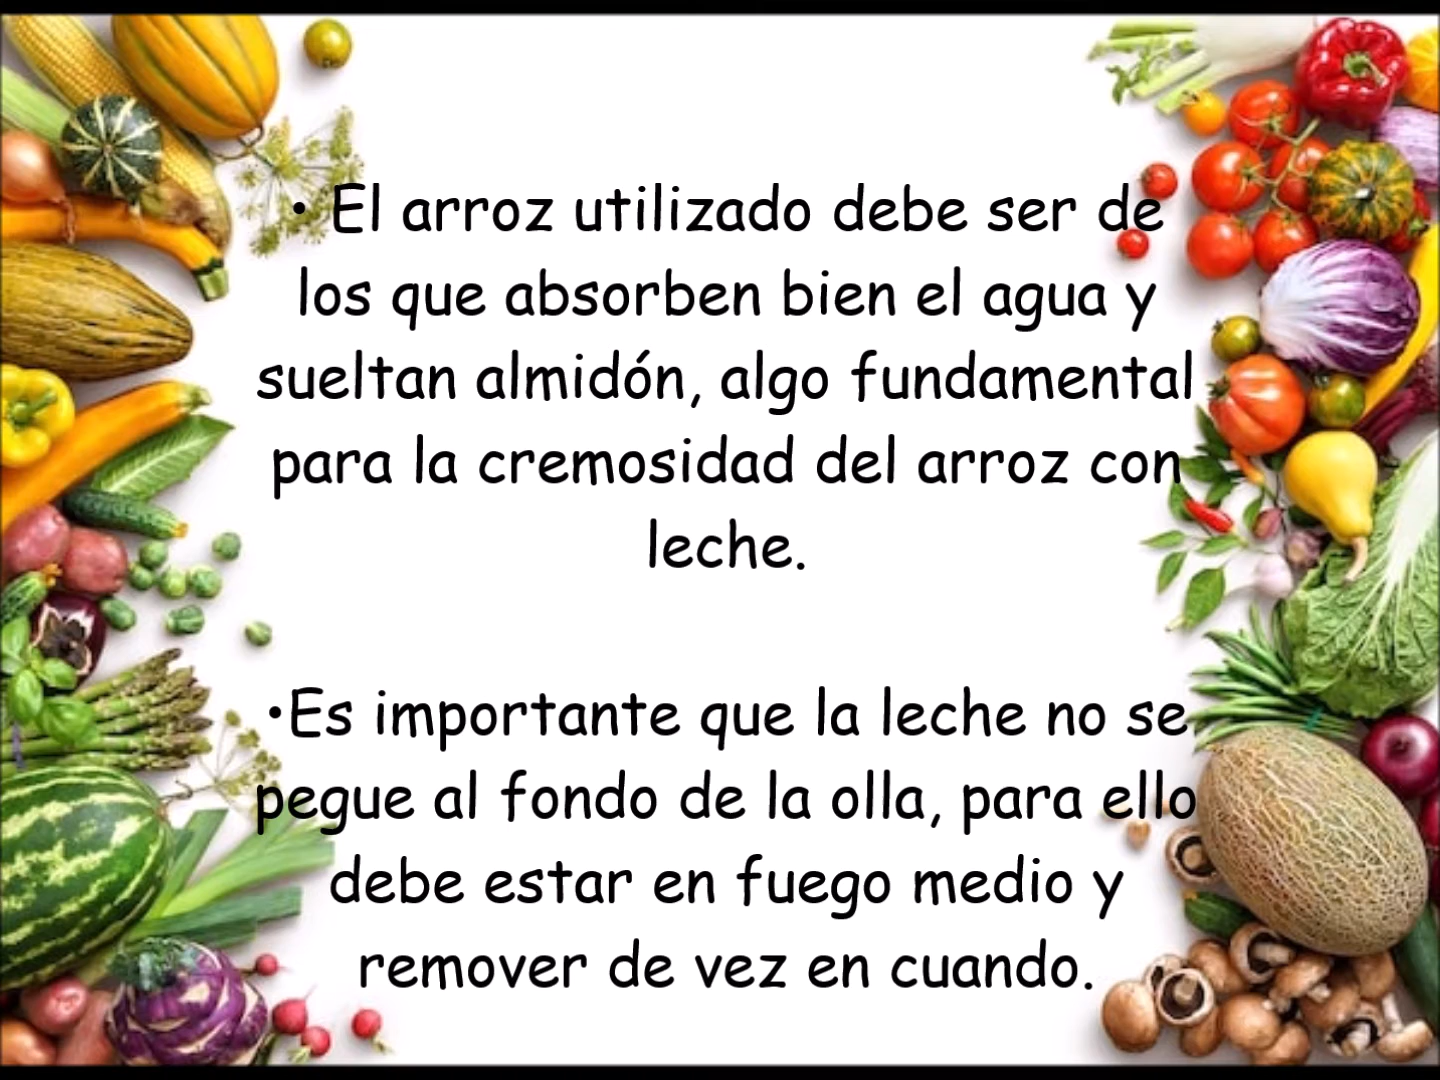 • El arroz utilizado debe ser de
los que absorben bien el agua y
sueltan almidón, algo fundamental
para la cremosidad del arroz con
leche.
•Es importante que la leche no se
pegue al fondo de la olla, para ello
debe estar en fuego medio y
remover de vez en cuando.